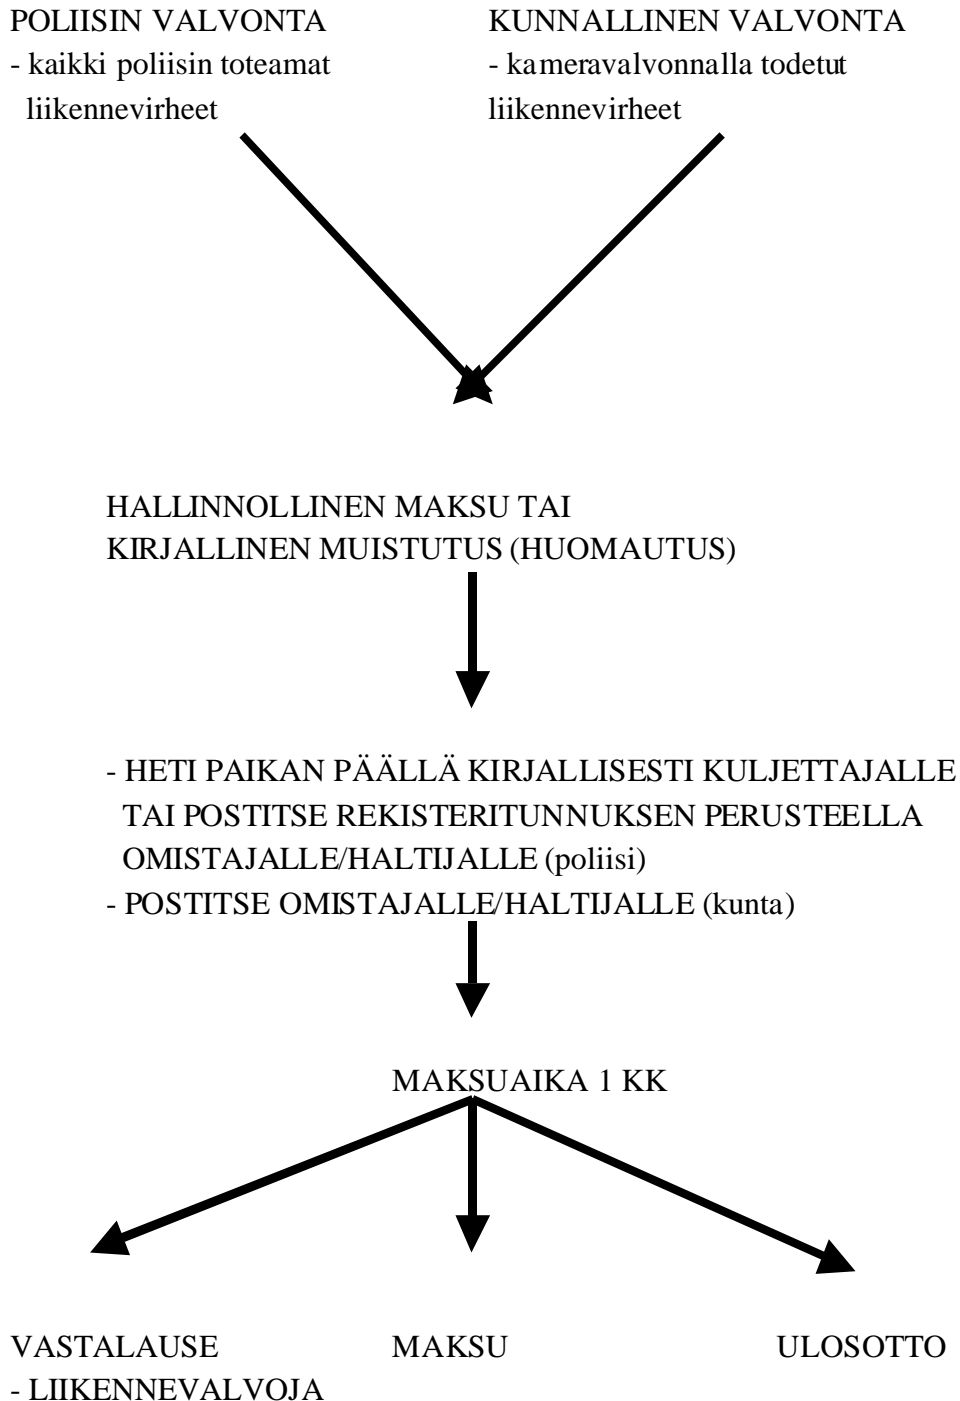 POLIISIN VALVONTA
- kaikki poliisin toteamat
liikennevirheet
KUNNALLINEN VALVONTA
- kameravalvonnalla todetut
liikennevirheet
HALLINNOLLINEN MAKSU TAI
KIRJALLINEN MUISTUTUS (HUOMAUTUS)
- HETI PAIKAN PÄÄLLÄ KIRJALLISESTI KULJETTAJALLE
TAI POSTITSE REKISTERITUNNUKSEN PERUSTEELLA
OMISTAJALLE/HALTIJALLE (poliisi)
- POSTITSE OMISTAJALLE/HALTIJALLE (kunta)
MAKSUAIKA 1 KK
VASTALAUSE
- LIIKENNEVALVOJA
MAKSU
ULOSOTTO